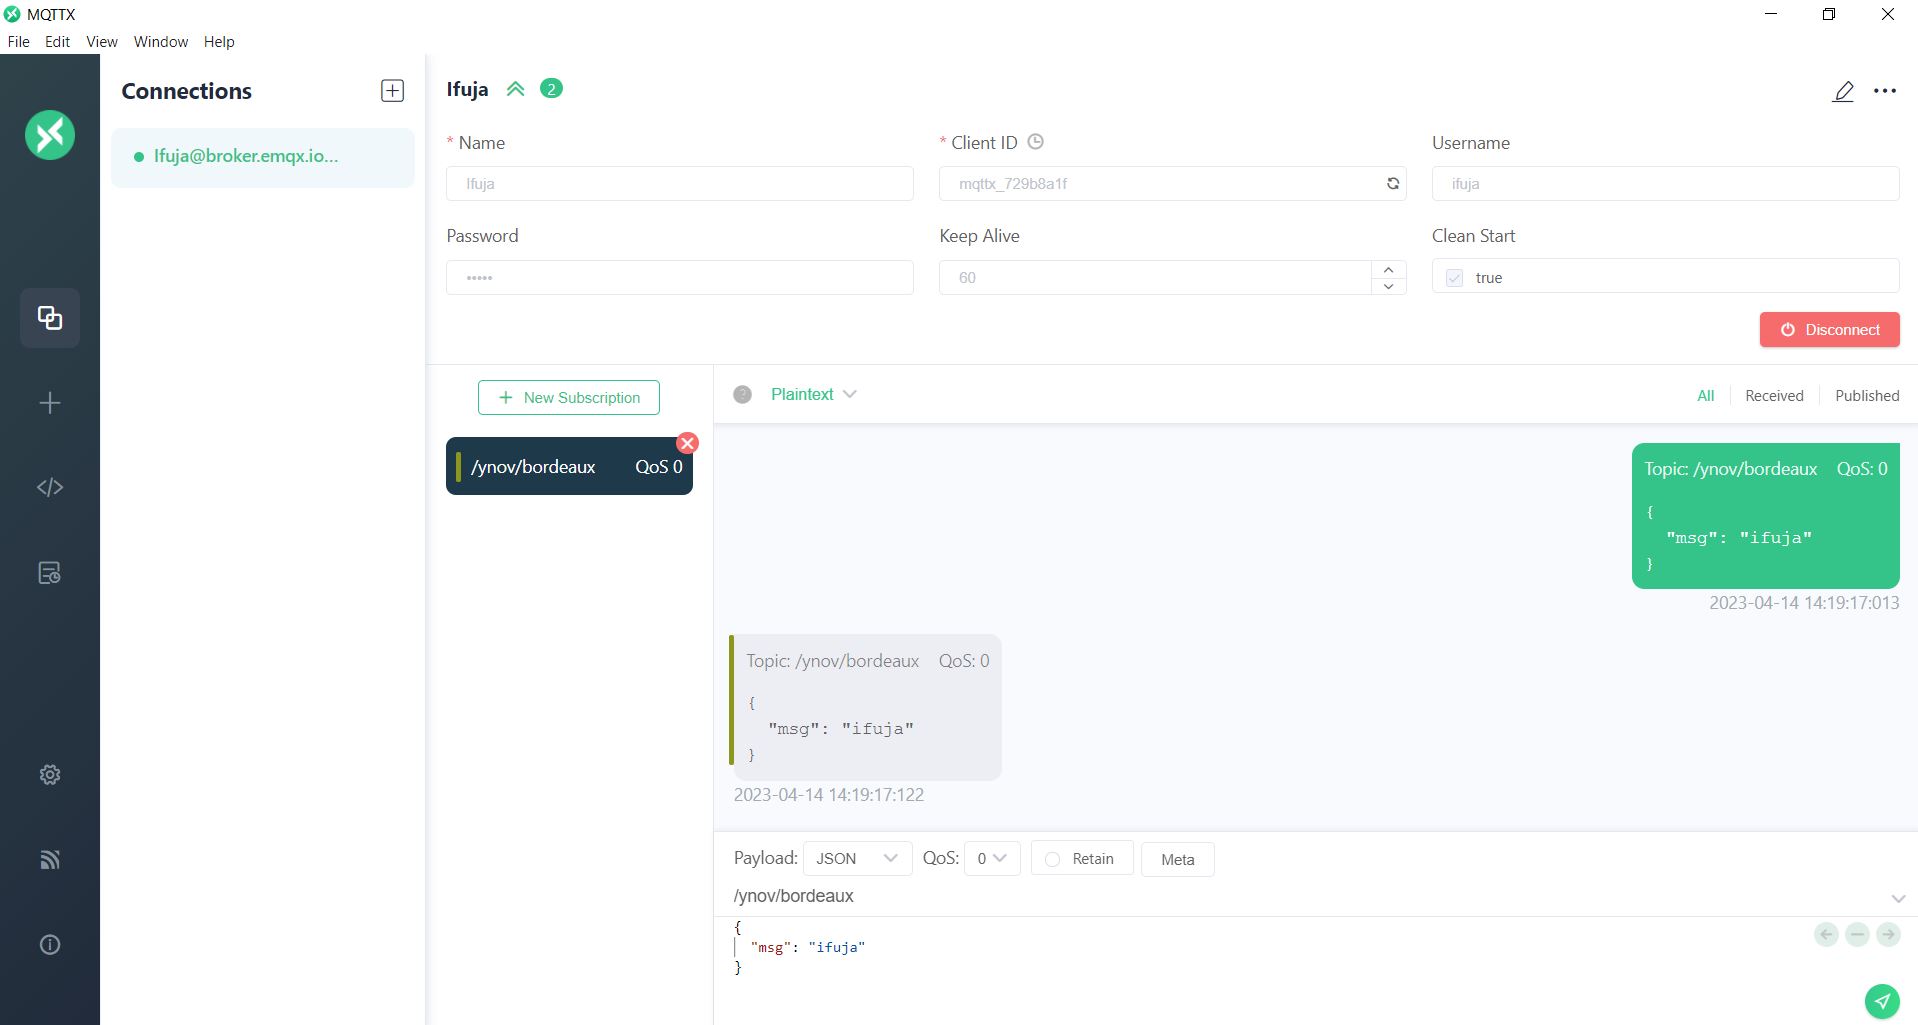 MQTTX
File Edit View Window Help
Connections
Ifuja@broker.emqx.io...
Ifuja 2
* Name
Ifuja
* Client ID
mqttx_729b8a1f
Username
ifuja
Password
•••••
Keep Alive
60
Clean Start
true
Disconnect
+ New Subscription
/ynov/bordeaux QoS 0
? Plaintext
All Received Published
Topic: /ynov/bordeaux QoS: 0
{
"msg": "ifuja"
}
2023-04-14 14:19:17:013
Topic: /ynov/bordeaux QoS: 0
{
"msg": "ifuja"
}
2023-04-14 14:19:17:122
Payload: JSON QoS: 0 Retain Meta
/ynov/bordeaux
{
"msg": "ifuja"
}